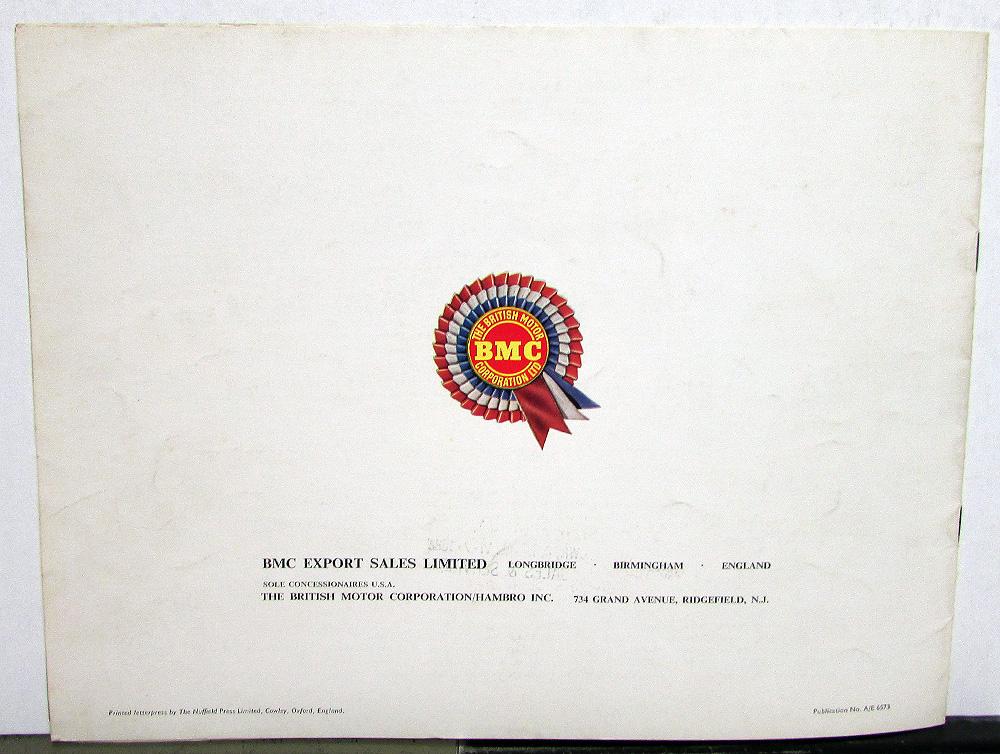 THE BRITISH MOTOR
BMC
CORPORATION LTD
BMC EXPORT SALES LIMITED LONGBRIDGE · BIRMINGHAM · ENGLAND
SOLE CONCESSIONAIRES U.S.A.
THE BRITISH MOTOR CORPORATION/HAMBRO INC. 734 GRAND AVENUE, RIDGEFIELD, N.J.
Printed letterpress by The Nuffield Press Limited, Cowley, Oxford, England.
Publication No. A/E 6573